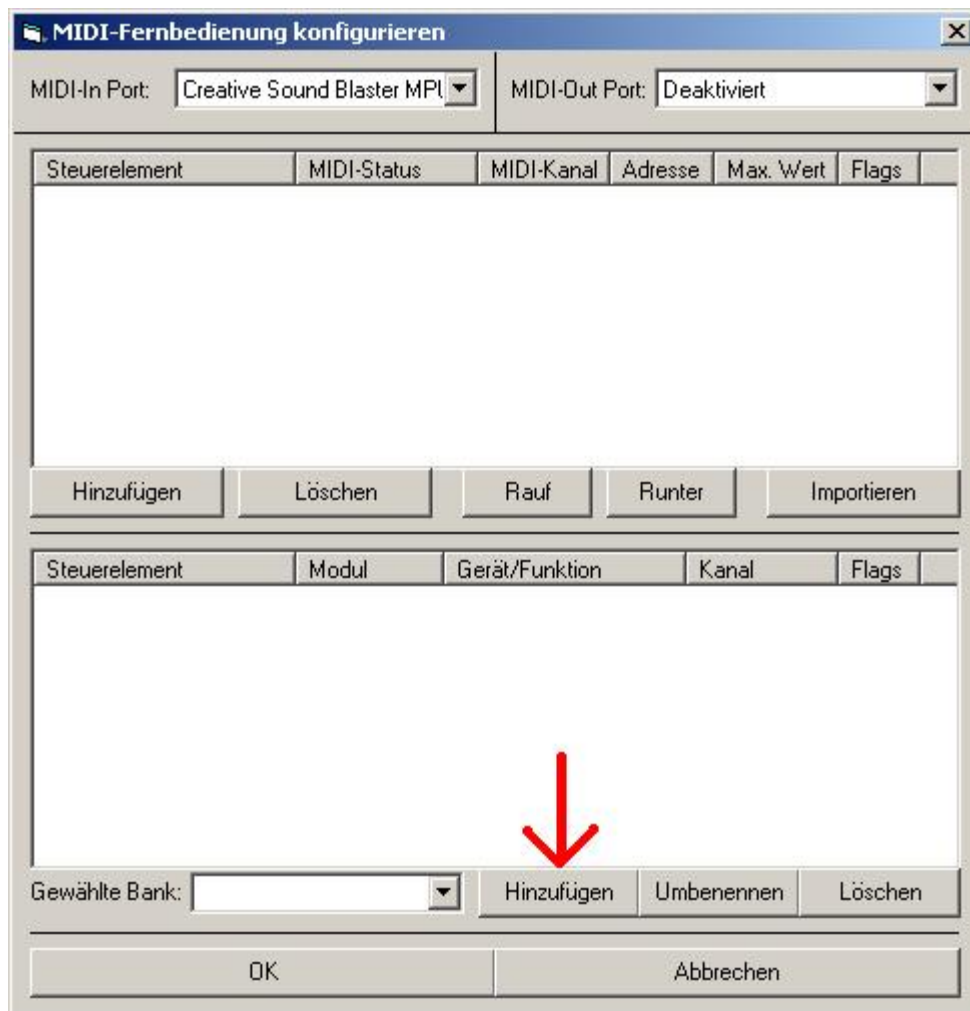 MIDI-Fernbedienung konfigurieren
MIDI-In Port: Creative Sound Blaster MPU MIDI-Out Port: Deaktiviert
Steuerelement MIDI-Status MIDI-Kanal Adresse Max. Wert Flags
Hinzufügen Löschen Rauf Runter Importieren
Steuerelement Modul Gerät/Funktion Kanal Flags
Gewählte Bank: Hinzufügen Umbenennen Löschen
OK Abbrechen